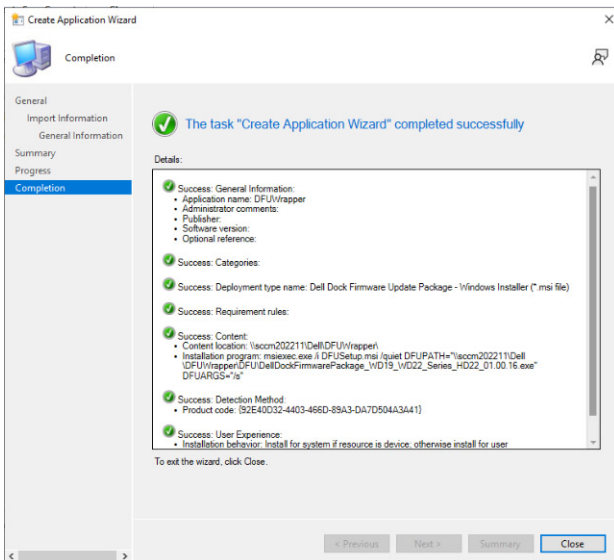 Create Application Wizard
Completion
General
Import Information
General Information
Summary
Progress
Completion
The task "Create Application Wizard" completed successfully
Details:
Success: General Information:
• Application name: DFUWrapper
• Administrator comments:
• Publisher:
• Software version:
• Optional reference:
Success: Categories:
Success: Deployment type name: Dell Dock Firmware Update Package - Windows Installer (*.msi file)
Success: Requirement rules:
Success: Content:
• Content location: \\sccm202211\Dell\DFUWrapper\
• Installation program: msiexec.exe /i DFUSetup.msi /quiet DFUPATH="\\sccm202211\Dell
\DFUWrapper\DFU\DellDockFirmwarePackage_WD19_WD22_Series_HD22_01.00.16.exe"
DFUARGS="/s"
Success: Detection Method:
• Product code: {92E40D32-4403-466D-89A3-DA7D504A3A41}
Success: User Experience:
• Installation behavior: Install for system if resource is device; otherwise install for user
To exit the wizard, click Close.
< Previous
Next >
Summary
Close